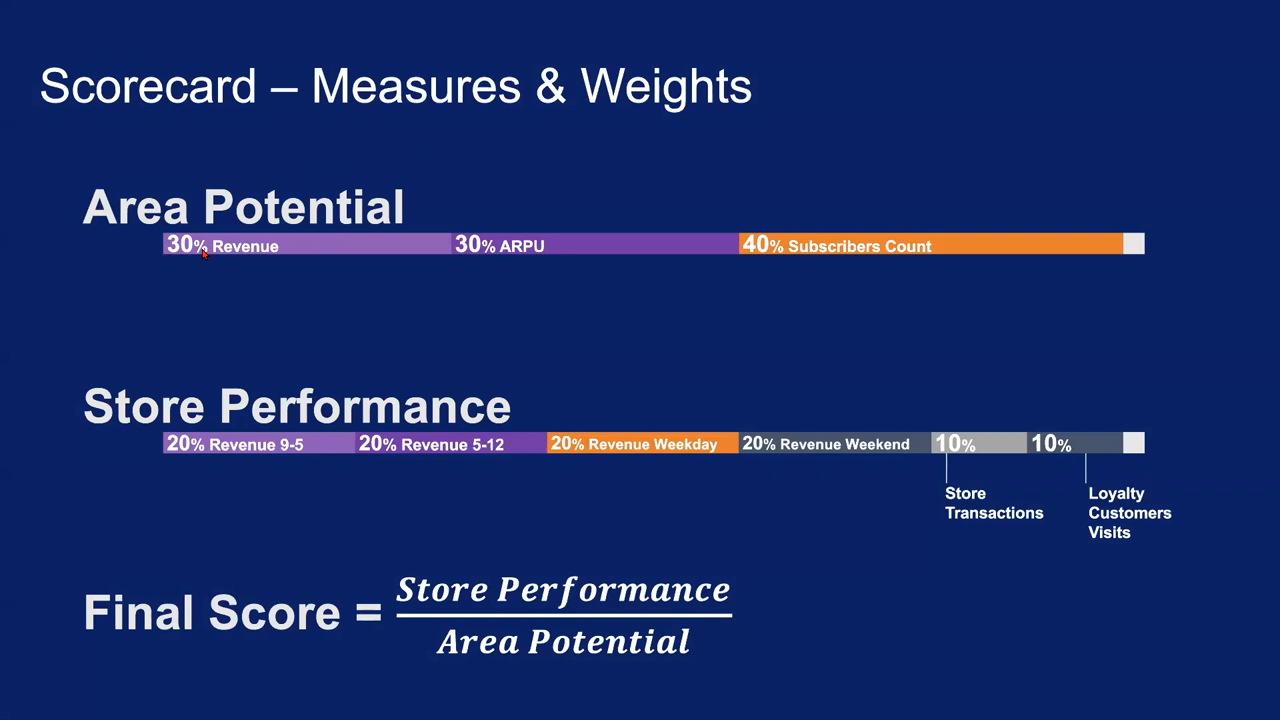 Scorecard – Measures & Weights
Area Potential
30% Revenue 30% ARPU 40% Subscribers Count
Store Performance
20% Revenue 9-5 20% Revenue 5-12 20% Revenue Weekday 20% Revenue Weekend 10% 10%
Store Transactions
Loyalty Customers Visits
Final Score = Store Performance
Area Potential